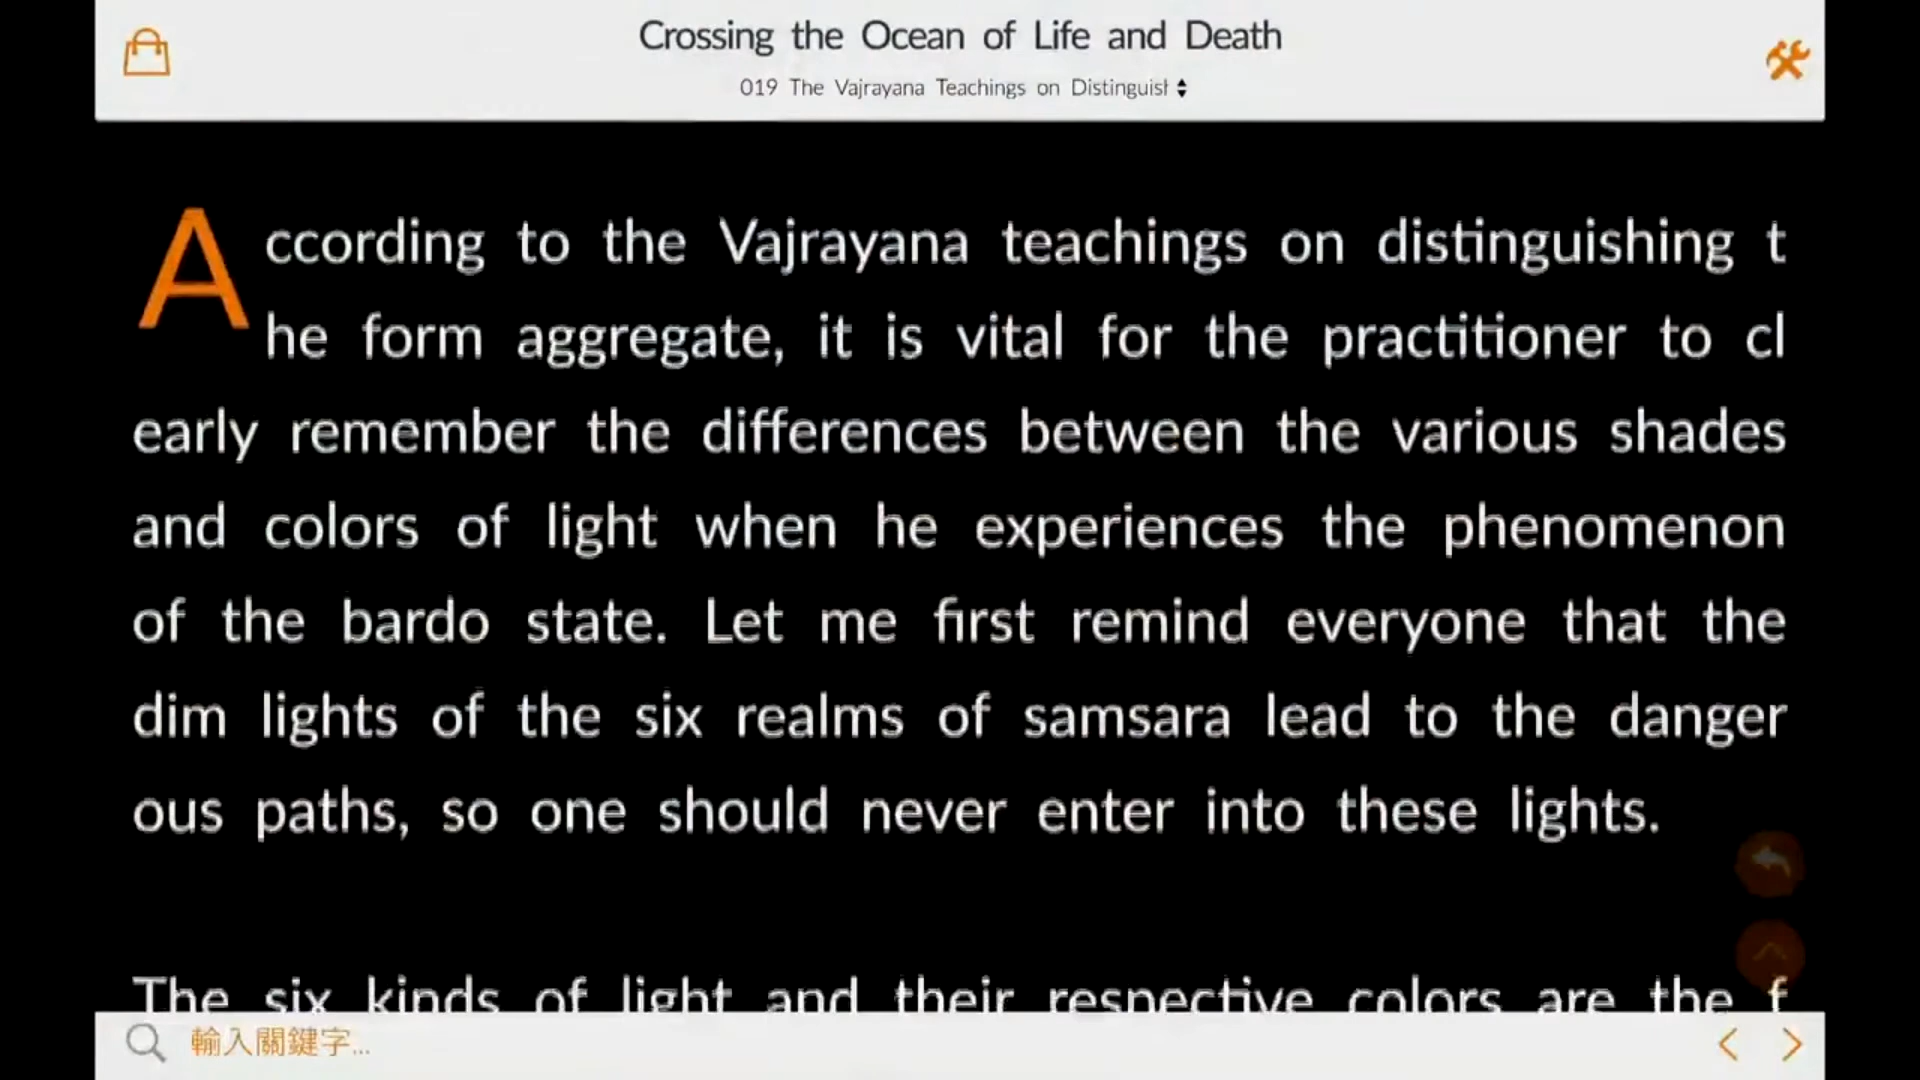 Crossing the Ocean of Life and Death
019 The Vajrayana Teachings on Distinguist
According to the Vajrayana teachings on distinguishing t
he form aggregate, it is vital for the practitioner to cl
early remember the differences between the various shades
and colors of light when he experiences the phenomenon
of the bardo state. Let me first remind everyone that the
dim lights of the six realms of samsara lead to the danger
ous paths, so one should never enter into these lights.
The six kinds of light and their respective colors are the f
輸入關鍵字...